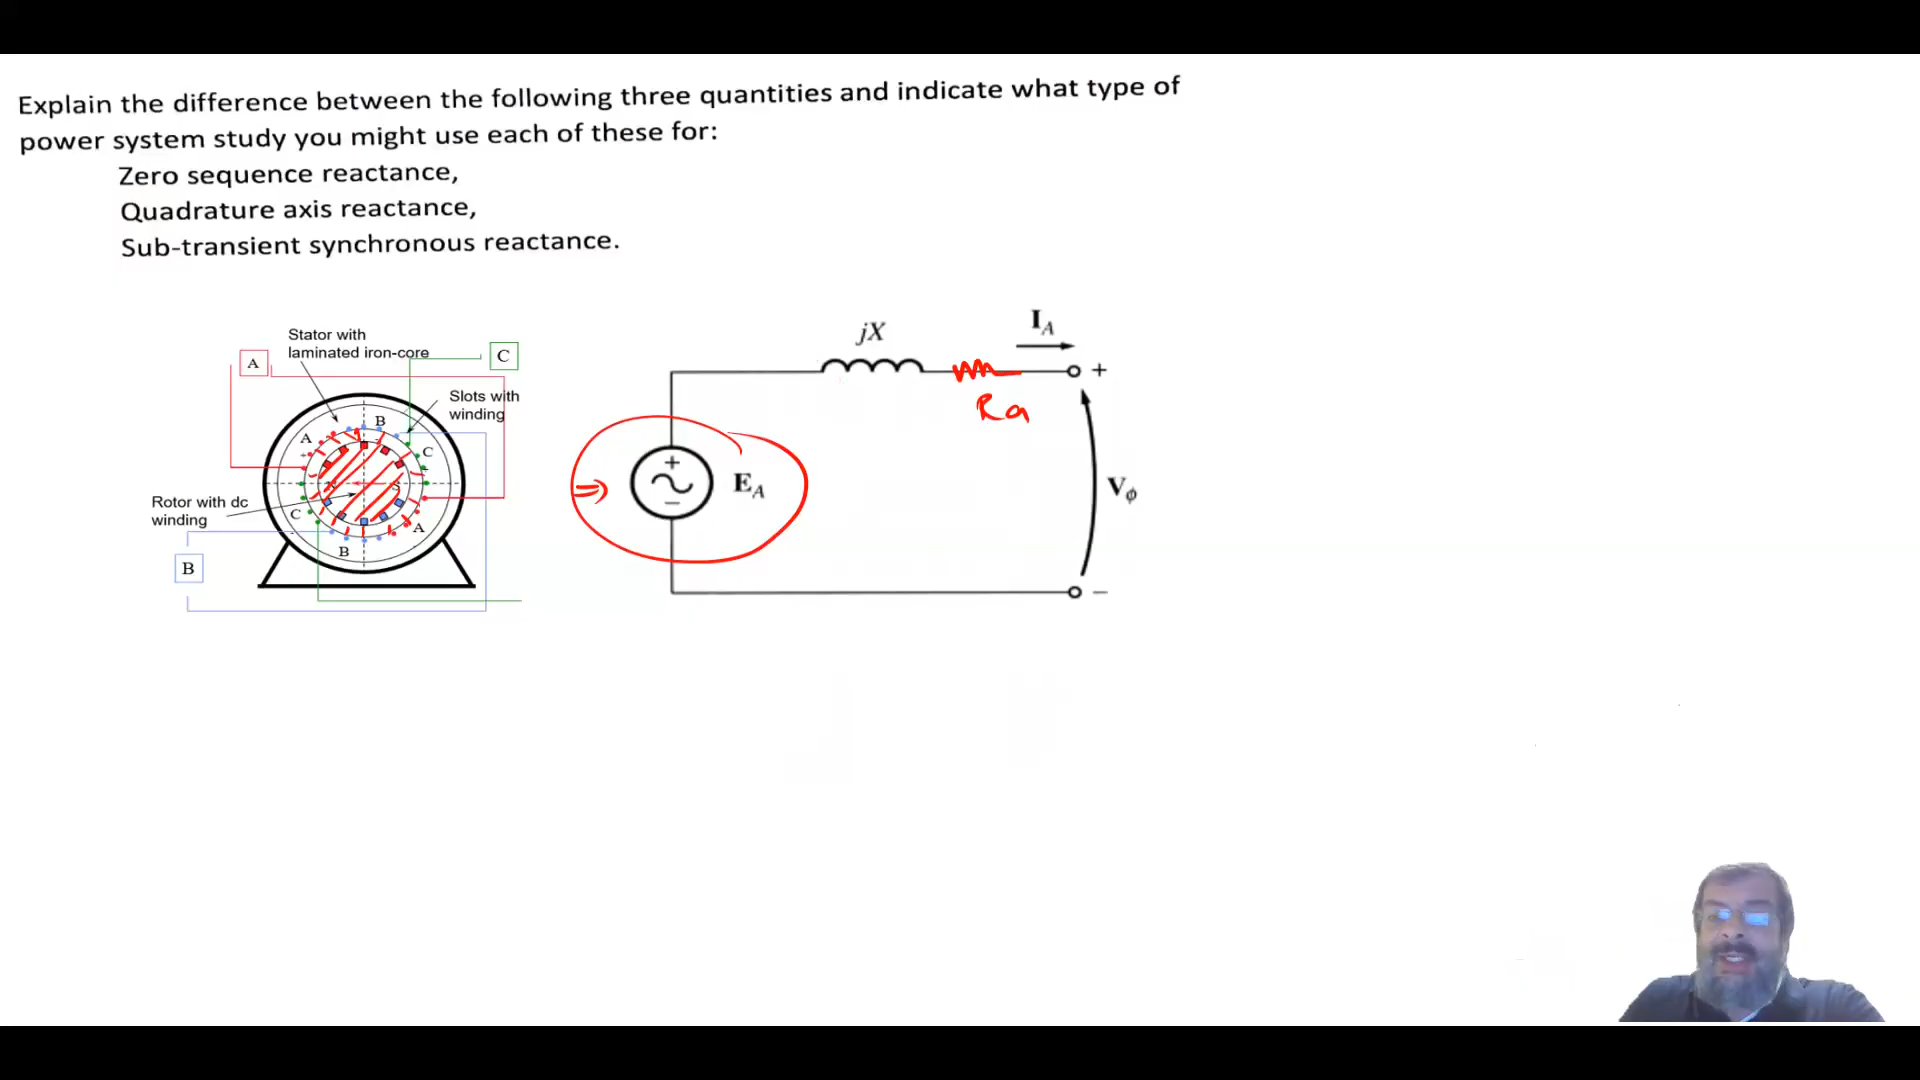 Explain the difference between the following three quantities and indicate what type of
power system study you might use each of these for:
Zero sequence reactance,
Quadrature axis reactance,
Sub-transient synchronous reactance.
Stator with
laminated iron-core
A
C
Slots with
winding
B
A
+
C
Rotor with dc
winding
S
C
A
B
B
jX
I_A
+
Ra
+
E_A
−
V_ϕ
−